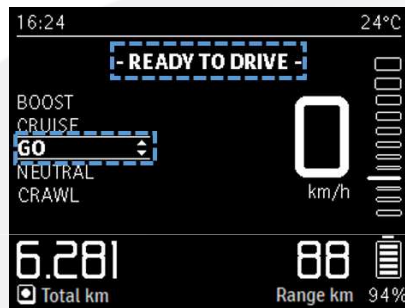 16:24 24°C
- READY TO DRIVE -
BOOST
CRUISE
GO
NEUTRAL
CRAWL
0
km/h
6.281 88
Total km Range km 94%